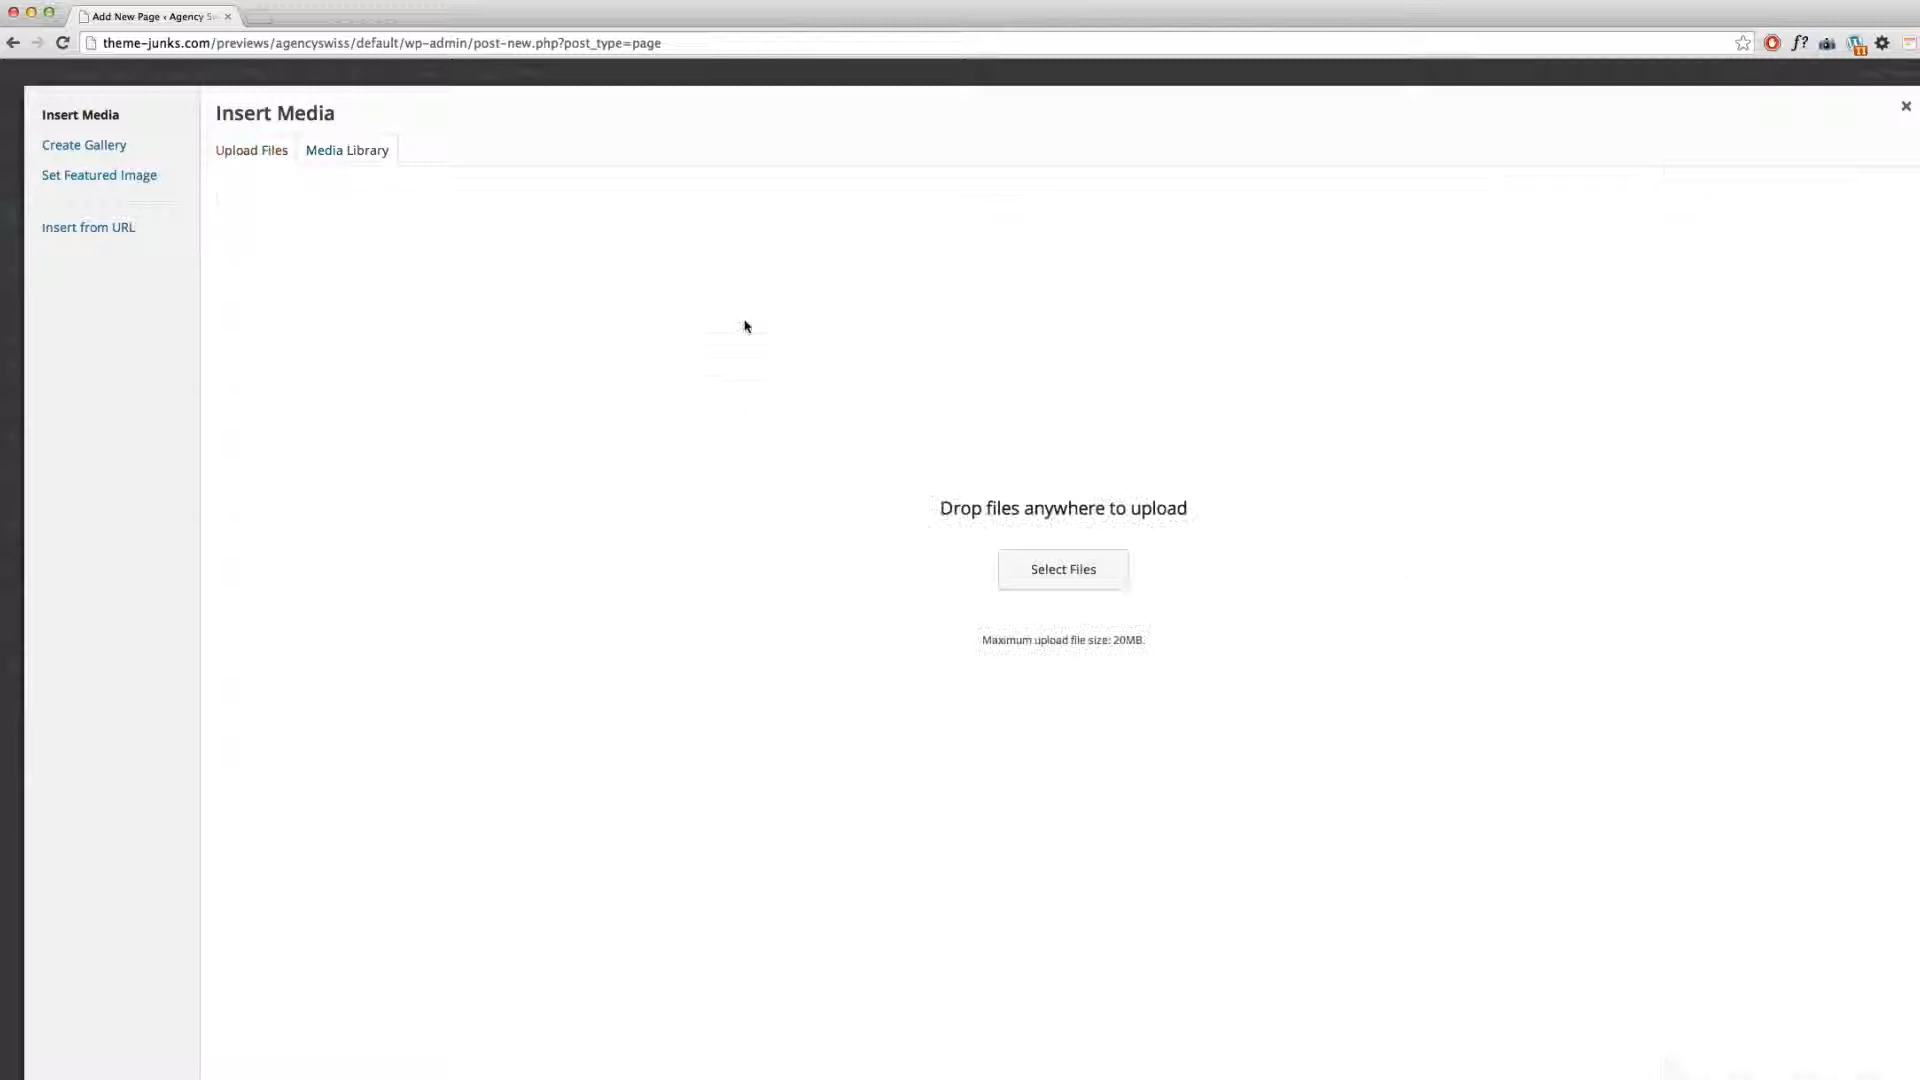 Add New Page ‹ Agency
theme-junks.com/previews/agencyswiss/default/wp-admin/post-new.php?post_type=page
f?
11
Insert Media
Create Gallery
Set Featured Image
Insert from URL
Insert Media
Upload Files
Media Library
Drop files anywhere to upload
Select Files
Maximum upload file size: 20MB.